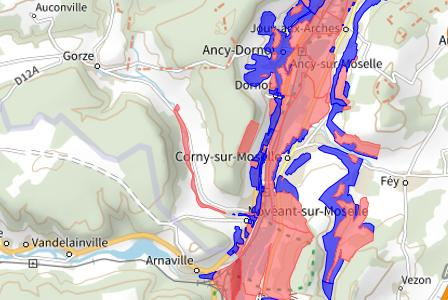 Auconville
Jouy-aux-Arches
Gorze
Ancy-Dornot
Ancy-sur-Moselle
D124
Dornot
Corny-sur-Moselle
Féy
Novéant-sur-Moselle
Vandelainville
Arnaville
Vezon